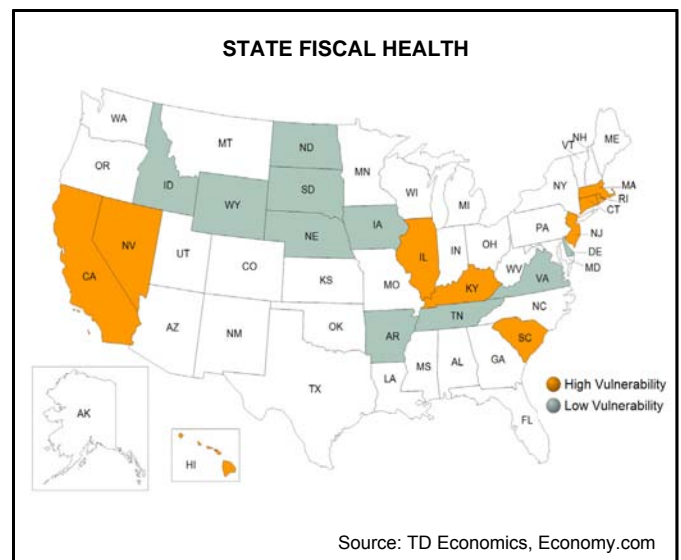 STATE FISCAL HEALTH
WA
MT
ND
MN
OR
ID
WY
SD
WI
MI
NY
VT
NH
ME
MA
RI
CT
NJ
DE
MD
PA
NV
UT
CO
NE
IA
IL
IN
OH
WV
VA
CA
AZ
NM
KS
MO
KY
NC
TN
OK
AR
SC
TX
LA
MS
AL
GA
FL
AK
HI
High Vulnerability
Low Vulnerability
Source: TD Economics, Economy.com